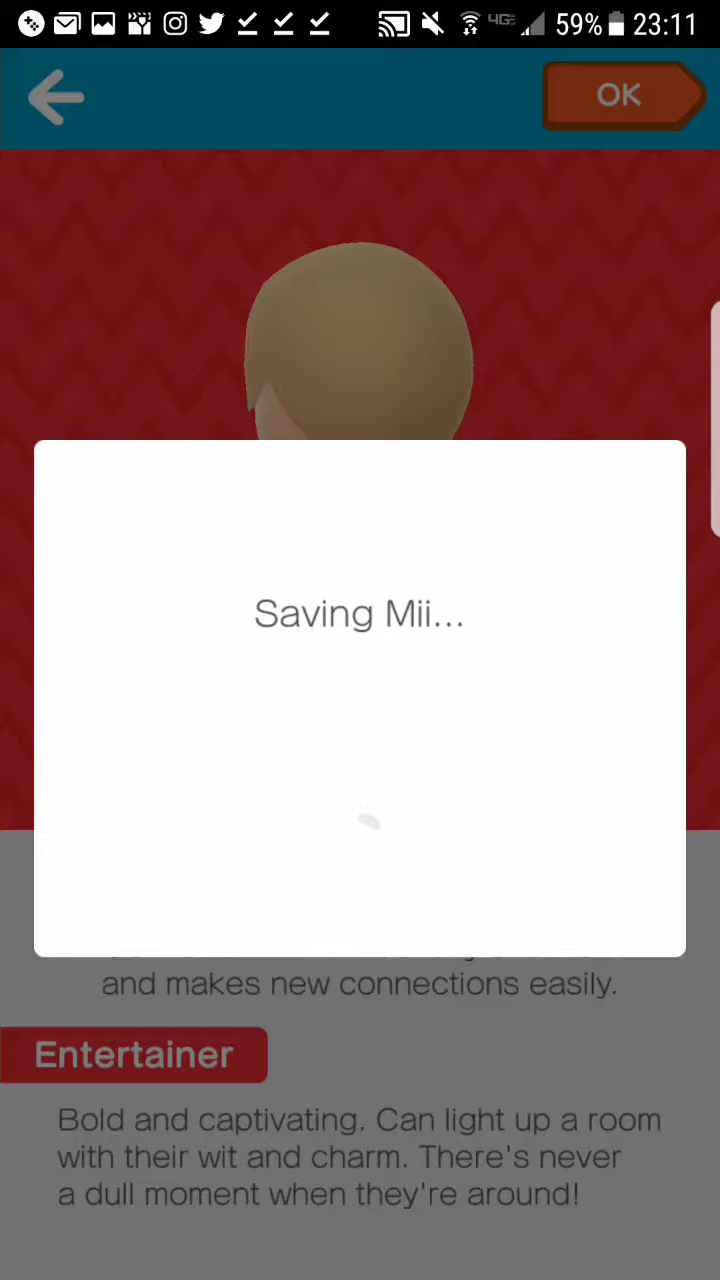 4G
59%
23:11
OK
Saving Mii...
and makes new connections easily.
Entertainer
Bold and captivating. Can light up a room
with their wit and charm. There's never
a dull moment when they're around!